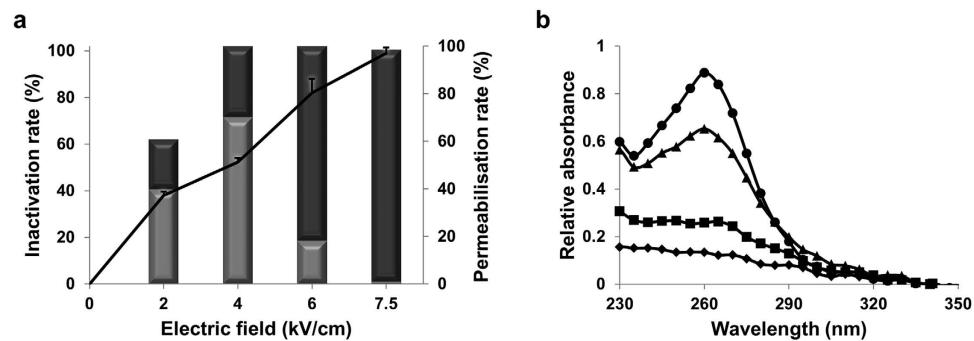 a
Inactivation rate (%)
100
80
60
40
20
0
0 2 4 6 7.5
Electric field (kV/cm)
100
80
60
40
20
0
Permeabilisation rate (%)
b
Relative absorbance
1
0.8
0.6
0.4
0.2
0
230 260 290 320 350
Wavelength (nm)